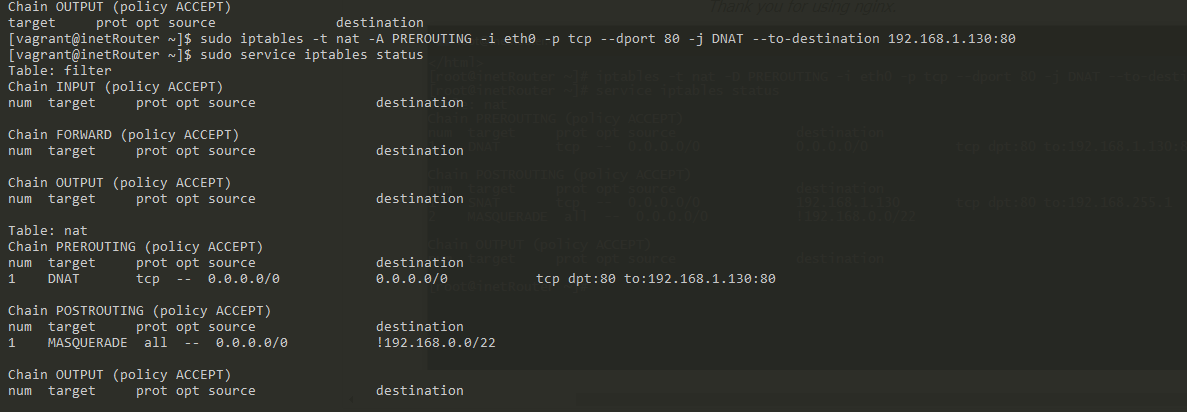 Chain OUTPUT (policy ACCEPT)
target     prot opt source               destination
[vagrant@inetRouter ~]$ sudo iptables -t nat -A PREROUTING -i eth0 -p tcp --dport 80 -j DNAT --to-destination 192.168.1.130:80
[vagrant@inetRouter ~]$ sudo service iptables status
Table: filter
Chain INPUT (policy ACCEPT)
num  target     prot opt source               destination
Chain FORWARD (policy ACCEPT)
num  target     prot opt source               destination
Chain OUTPUT (policy ACCEPT)
num  target     prot opt source               destination
Table: nat
Chain PREROUTING (policy ACCEPT)
num  target     prot opt source               destination
1    DNAT       tcp  --  0.0.0.0/0            0.0.0.0/0           tcp dpt:80 to:192.168.1.130:80
Chain POSTROUTING (policy ACCEPT)
num  target     prot opt source               destination
1    MASQUERADE  all  --  0.0.0.0/0           !192.168.0.0/22
Chain OUTPUT (policy ACCEPT)
num  target     prot opt source               destination
Thank you for using nginx.